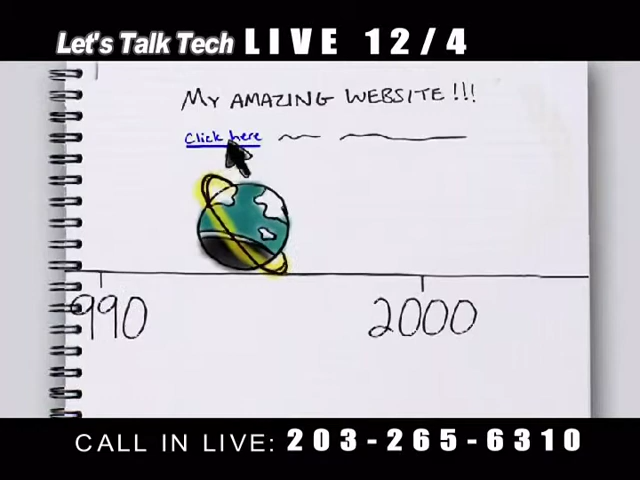 Let's Talk Tech LIVE 12/4
MY AMAZING WEBSITE!!!
Click here
990
2000
CALL IN LIVE: 203-265-6310